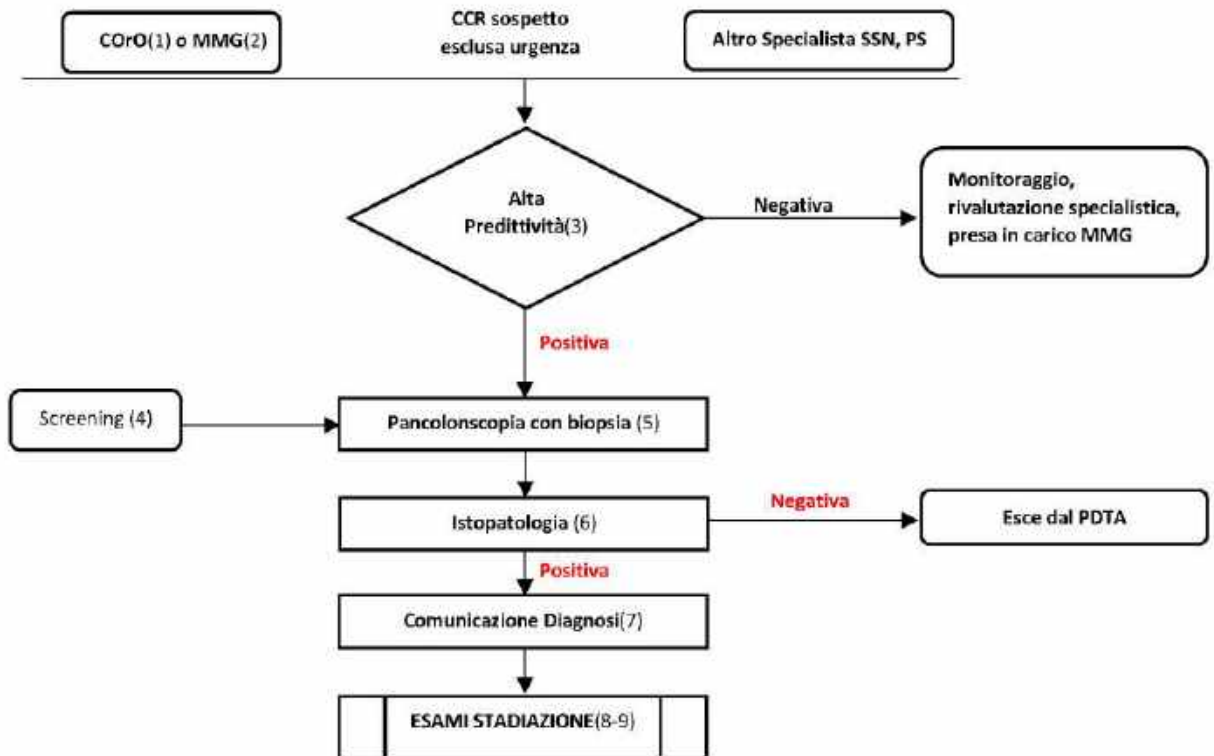 COrO(1) o MMG(2)
CCR sospetto
esclusa urgenza
Altro Specialista SSN, PS
Alta
Predittività(3)
Negativa
Monitoraggio,
rivalutazione specialistica,
presa in carico MMG
Positiva
Screening (4)
Pancolonscopia con biopsia (5)
Istopatologia (6)
Negativa
Esce dal PDTA
Positiva
Comunicazione Diagnosi(7)
ESAMI STADIAZIONE(8-9)